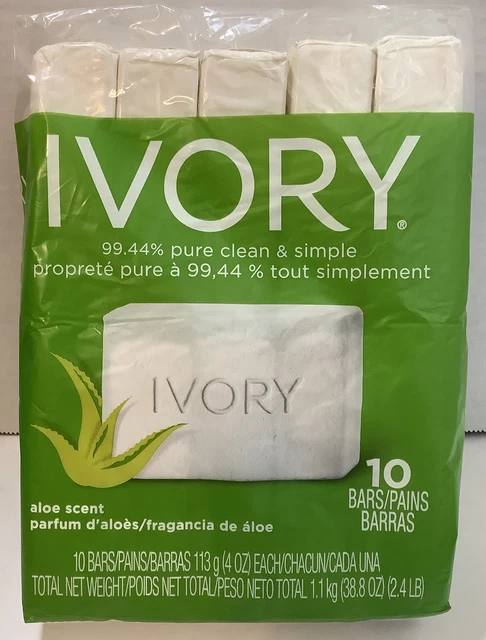 IVORY®
99.44% pure clean & simple
propreté pure à 99,44 % tout simplement
IVORY
10
BARS/PAINS
BARRAS
aloe scent
parfum d'aloès/fragancia de áloe
10 BARS/PAINS/BARRAS 113 g (4 OZ) EACH/CHACUN/CADA UNA
TOTAL NET WEIGHT/POIDS NET TOTAL/PESO NETO TOTAL 1.1 kg (38.8 OZ) (2.4 LB)